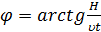 φ = arctg H/υt